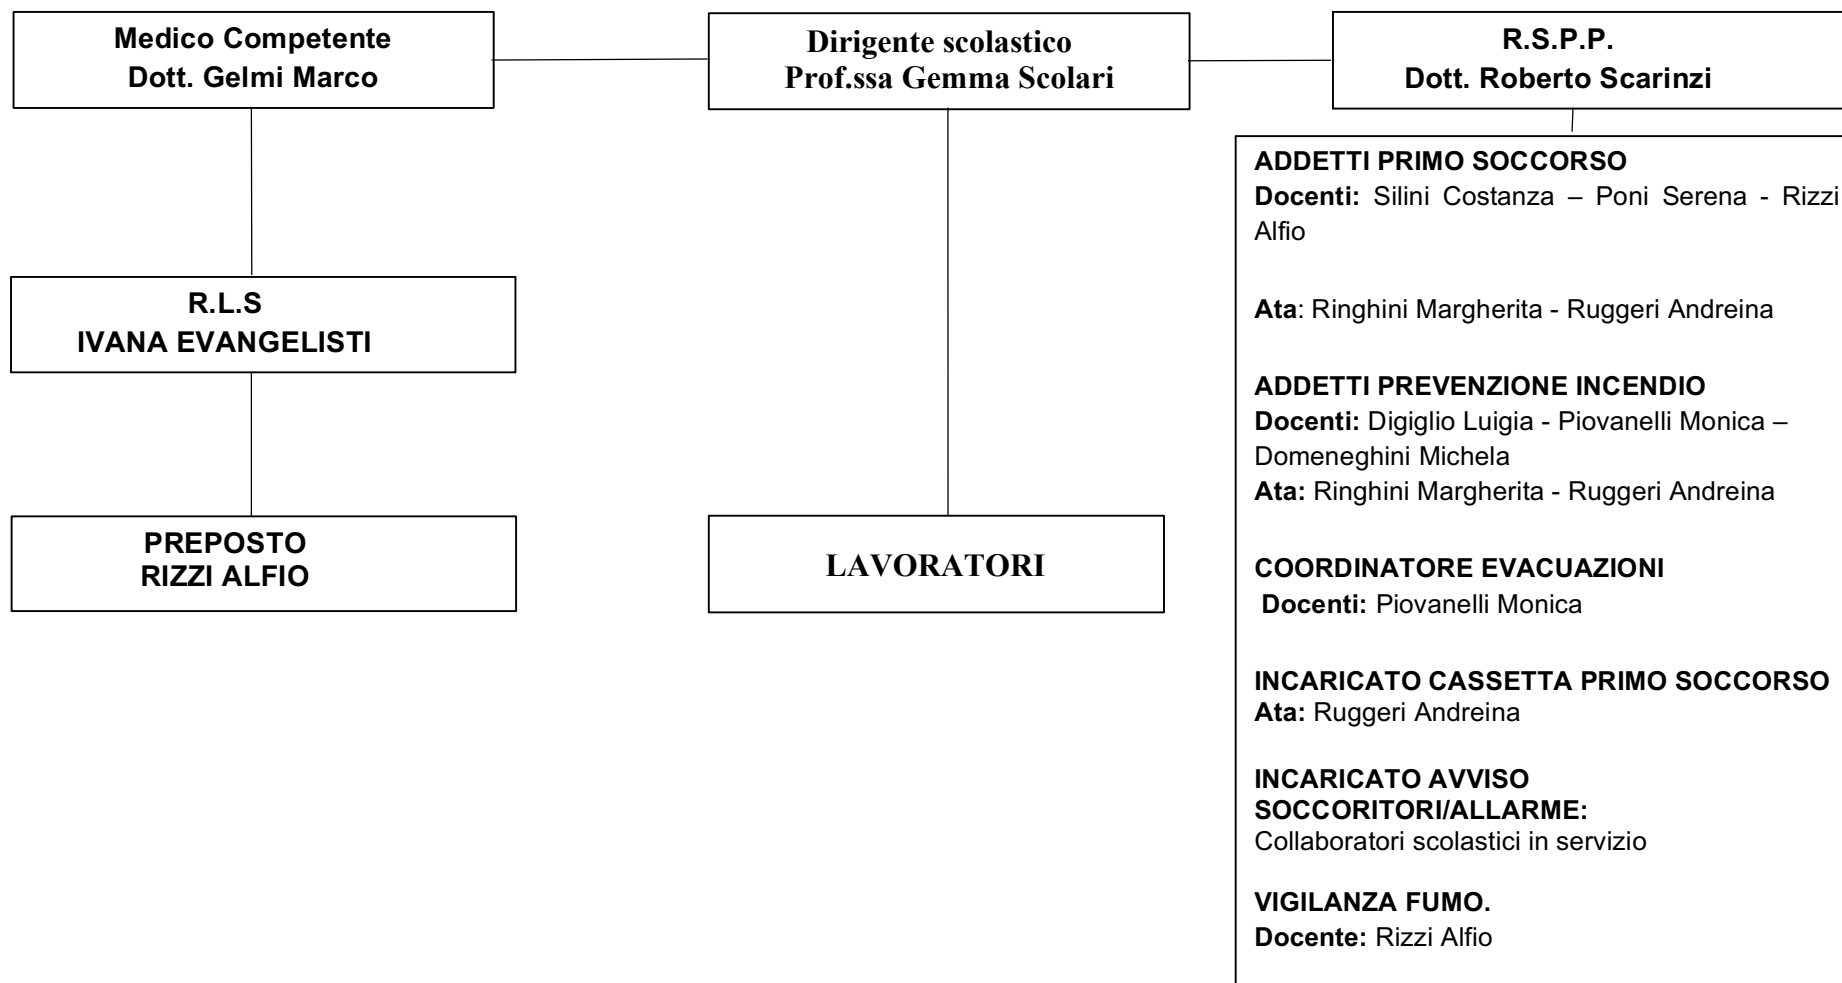 Medico Competente
Dott. Gelmi Marco
Dirigente scolastico
Prof.ssa Gemma Scolari
R.S.P.P.
Dott. Roberto Scarinzi
R.L.S
IVANA EVANGELISTI
PREPOSTO
RIZZI ALFIO
LAVORATORI
ADDETTI PRIMO SOCCORSO
Docenti: Silini Costanza – Poni Serena - Rizzi
Alfio
Ata: Ringhini Margherita - Ruggeri Andreina
ADDETTI PREVENZIONE INCENDIO
Docenti: Digiglio Luigia - Piovanelli Monica –
Domeneghini Michela
Ata: Ringhini Margherita - Ruggeri Andreina
COORDINATORE EVACUAZIONI
Docenti: Piovanelli Monica
INCARICATO CASSETTA PRIMO SOCCORSO
Ata: Ruggeri Andreina
INCARICATO AVVISO
SOCCORITORI/ALLARME:
Collaboratori scolastici in servizio
VIGILANZA FUMO.
Docente: Rizzi Alfio